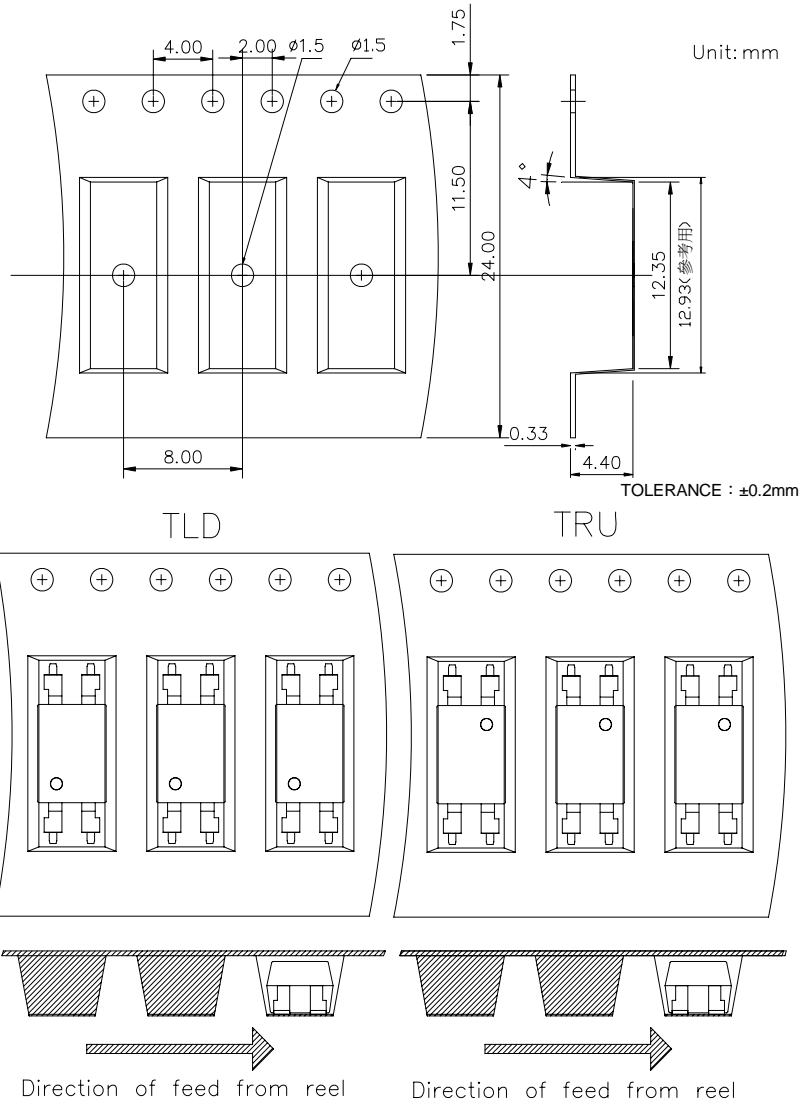 4.00
2.00
ø1.5
ø1.5
1.75
Unit: mm
11.50
24.00
4°
12.35
12.93(参考用)
8.00
0.33
4.40
TOLERANCE : ±0.2mm
TLD
TRU
Direction of feed from reel
Direction of feed from reel